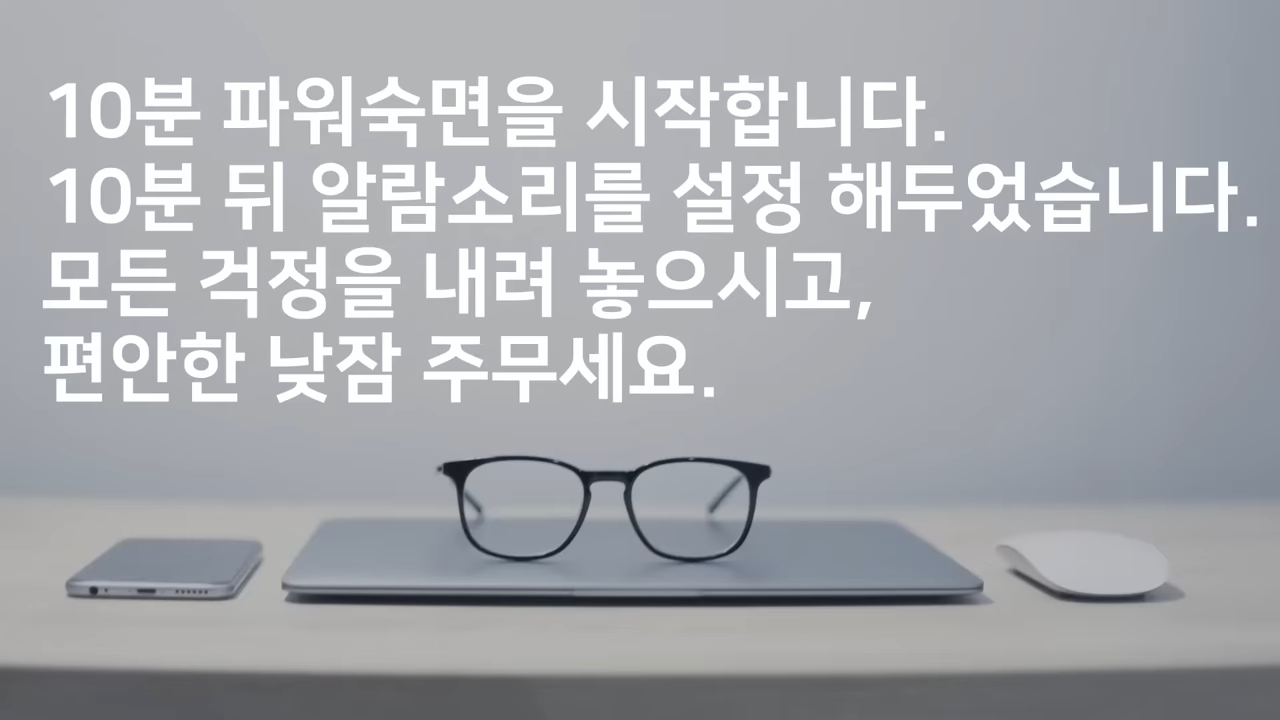 10분 파워숙면을 시작합니다.
10분 뒤 알람소리를 설정 해두었습니다.
모든 걱정을 내려 놓으시고,
편안한 낮잠 주무세요.